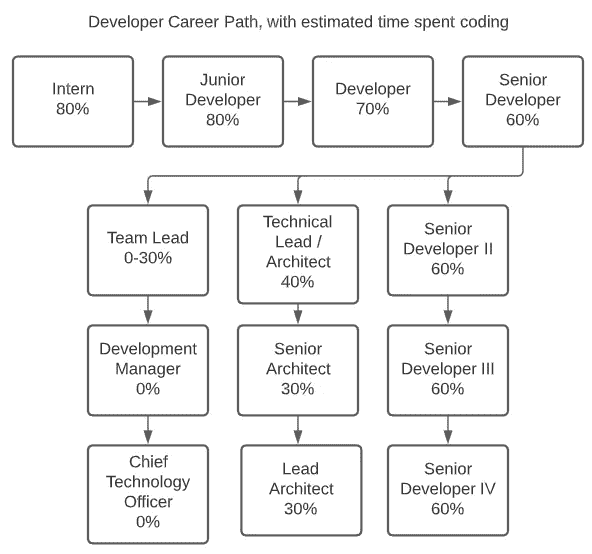 Developer Career Path, with estimated time spent coding
Intern
80%
Junior
Developer
80%
Developer
70%
Senior
Developer
60%
Team Lead
0-30%
Technical
Lead /
Architect
40%
Senior
Developer II
60%
Development
Manager
0%
Senior
Architect
30%
Senior
Developer III
60%
Chief
Technology
Officer
0%
Lead
Architect
30%
Senior
Developer IV
60%